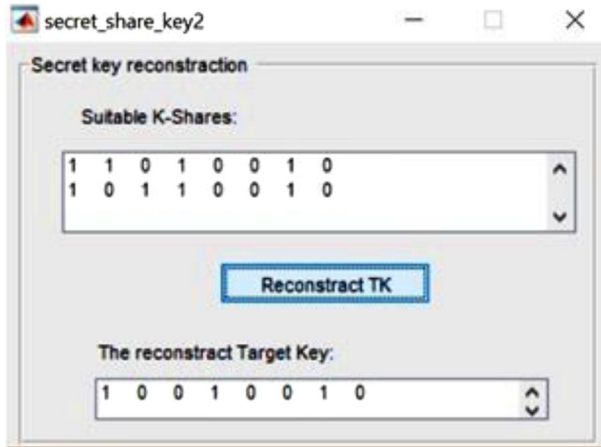 secret_share_key2
Secret key reconstraction
Suitable K-Shares:
1 1 0 1 0 0 1 0
1 0 1 1 0 0 1 0
Reconstract TK
The reconstract Target Key:
1 0 0 1 0 0 1 0